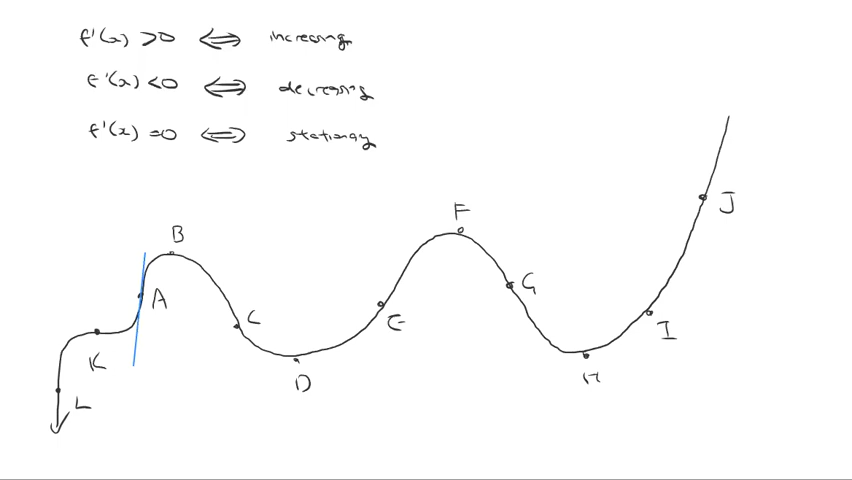 f'(x) >0 ⟺ increasing
f'(x) <0 ⟺ decreasing
f'(x) =0 ⟺ stationary
F
J
B
G
A
C
E
I
K
D
H
L